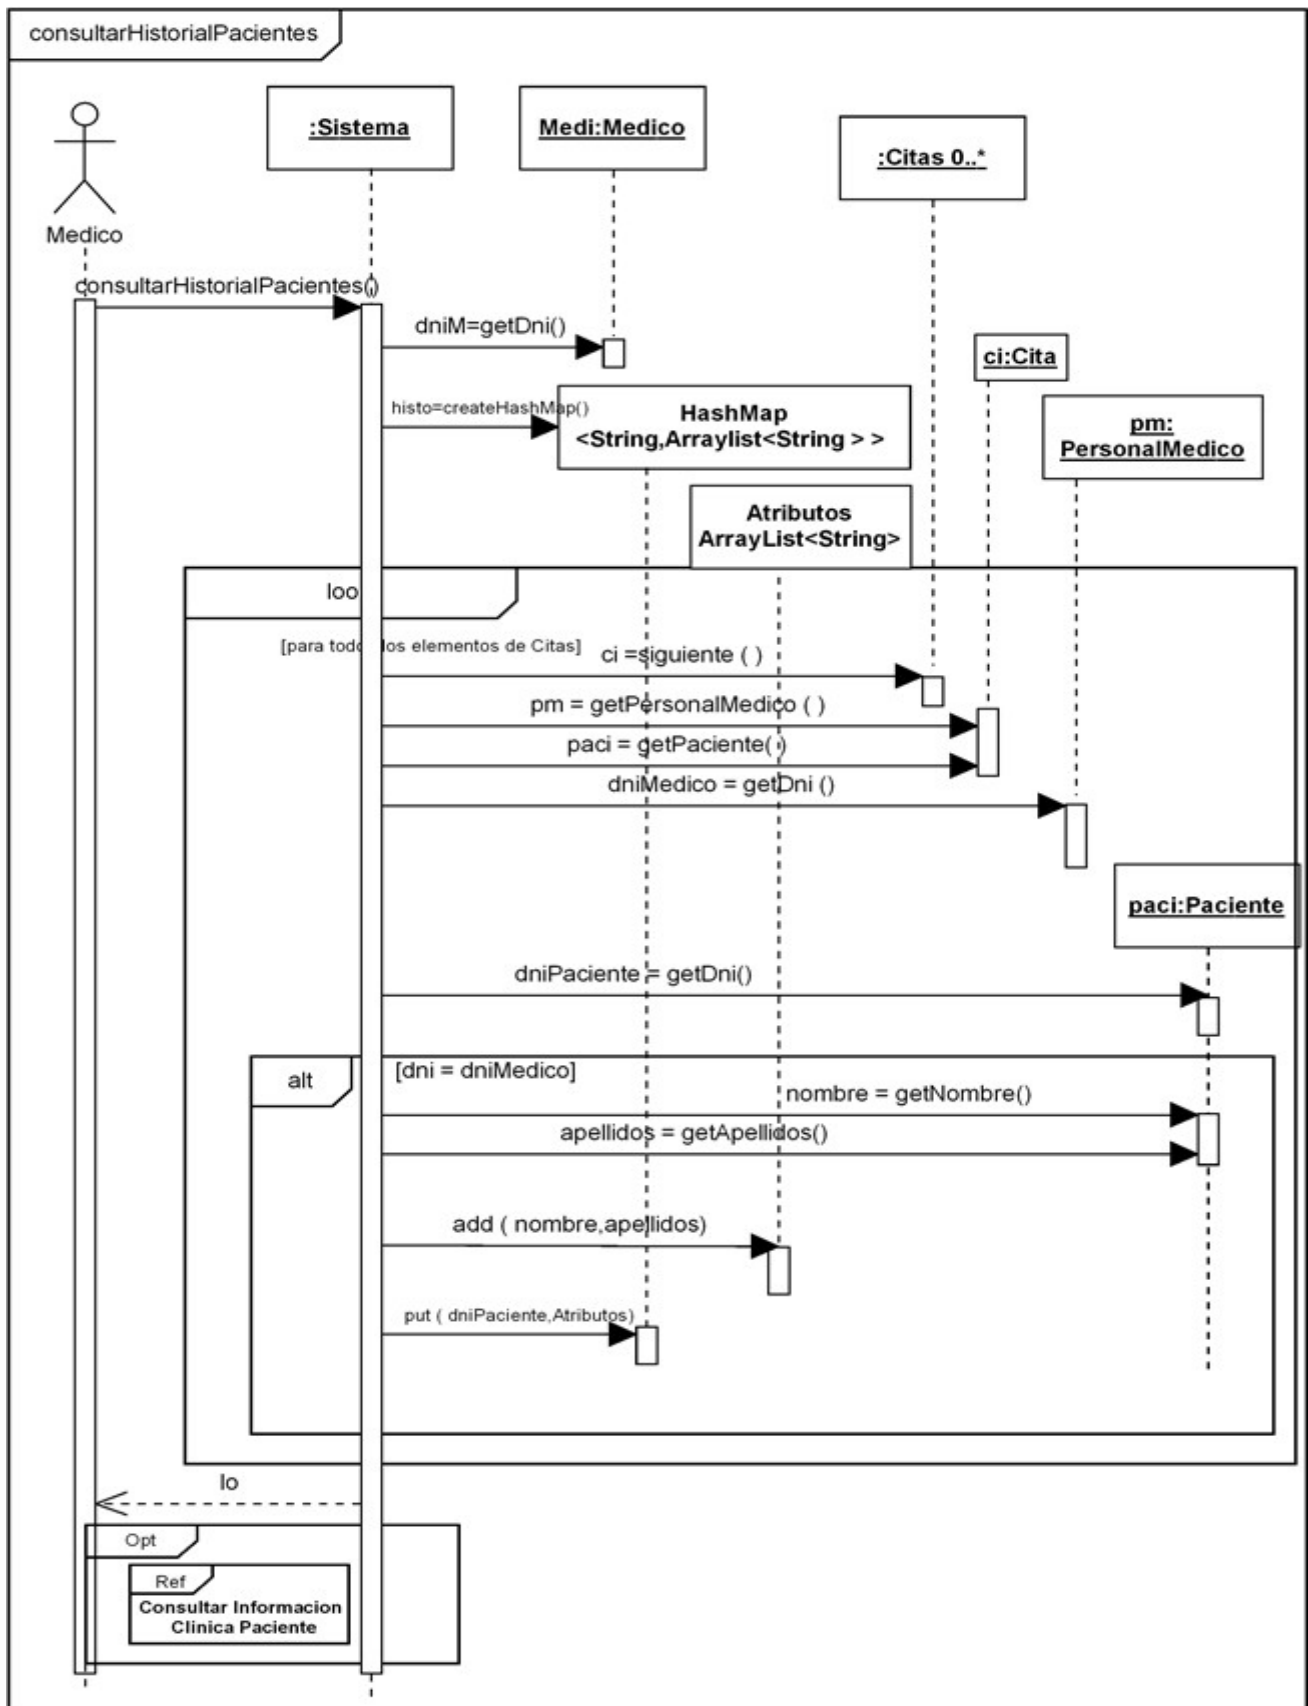 consultarHistorialPacientes
:Sistema
Medi:Medico
:Citas 0..*
Medico
consultarHistorialPacientes()
dniM=getDni()
ci:Cita
histo=createHashMap()
HashMap
<String,Arraylist<String > >
pm:
PersonalMedico
Atributos
ArrayList<String>
loo
[para todo los elementos de Citas]
ci =siguiente ( )
pm = getPersonalMedico ( )
paci = getPaciente( )
dniMedico = getDni ()
paci:Paciente
dniPaciente = getDni()
alt
[dni = dniMedico]
nombre = getNombre()
apellidos = getApellidos()
add ( nombre,apellidos)
put ( dniPaciente,Atributos)
lo
Opt
Ref
Consultar Informacion
Clinica Paciente